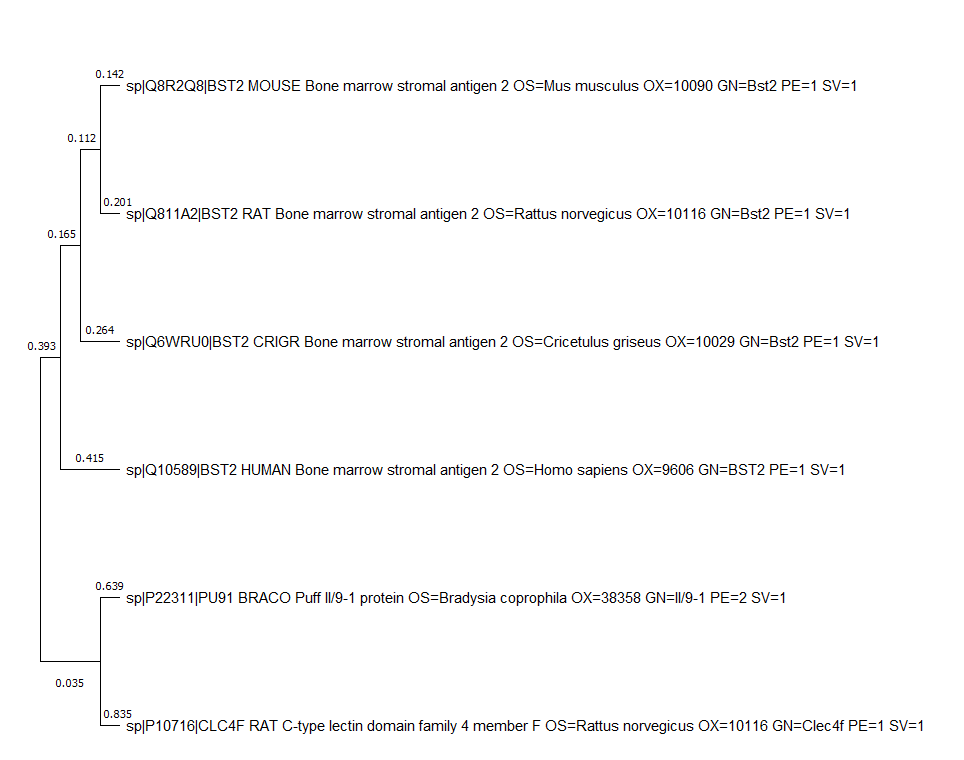 0.142
sp|Q8R2Q8|BST2 MOUSE Bone marrow stromal antigen 2 OS=Mus musculus OX=10090 GN=Bst2 PE=1 SV=1
0.112
0.201
sp|Q811A2|BST2 RAT Bone marrow stromal antigen 2 OS=Rattus norvegicus OX=10116 GN=Bst2 PE=1 SV=1
0.165
0.264
sp|Q6WRU0|BST2 CRIGR Bone marrow stromal antigen 2 OS=Cricetulus griseus OX=10029 GN=Bst2 PE=1 SV=1
0.393
0.415
sp|Q10589|BST2 HUMAN Bone marrow stromal antigen 2 OS=Homo sapiens OX=9606 GN=BST2 PE=1 SV=1
0.639
sp|P22311|PU91 BRACO Puff II/9-1 protein OS=Bradysia coprophila OX=38358 GN=II/9-1 PE=2 SV=1
0.035
0.835
sp|P10716|CLC4F RAT C-type lectin domain family 4 member F OS=Rattus norvegicus OX=10116 GN=Clec4f PE=1 SV=1